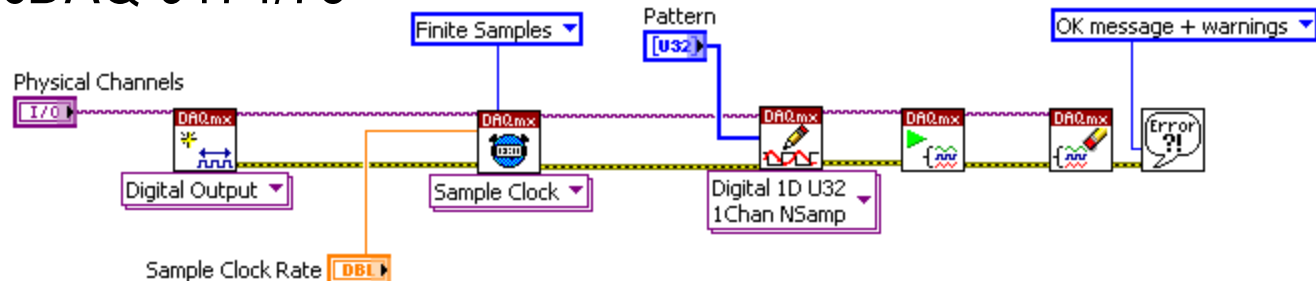 Finite Samples
Pattern
[U32]
OK message + warnings
Physical Channels
I/O
DAQmx
DAQmx
DAQmx
DAQmx
DAQmx
Error
?!
Digital Output
Sample Clock
Digital 1D U32
1Chan NSamp
Sample Clock Rate
DBL